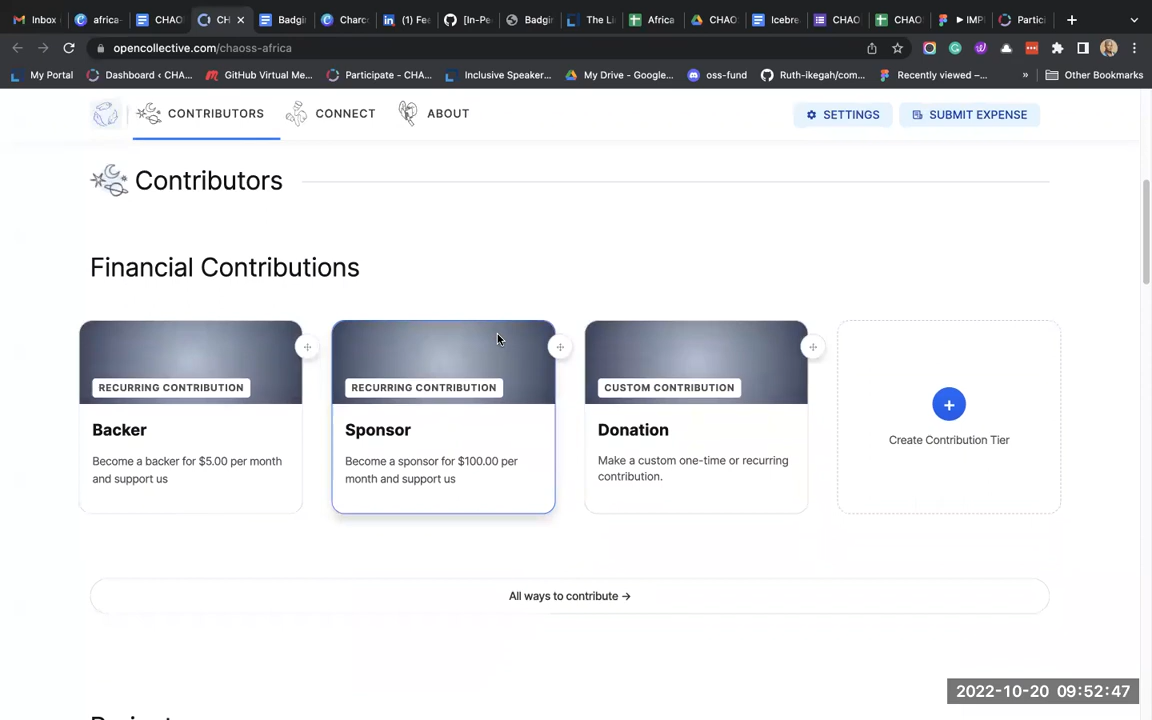 Inbox
africa-
CHAO
CH
Badgin
Charc
(1) Fee
[In-Pe
Badgin
The Li
Africa
CHAO
Icebre
CHAO
CHAO
IMPI
Partici
opencollective.com/chaoss-africa
My Portal
Dashboard ‹ CHA...
GitHub Virtual Me...
Participate - CHA...
Inclusive Speaker...
My Drive - Google...
oss-fund
Ruth-ikegah/com...
Recently viewed –...
»
Other Bookmarks
CONTRIBUTORS
CONNECT
ABOUT
SETTINGS
SUBMIT EXPENSE
Contributors
Financial Contributions
RECURRING CONTRIBUTION
Backer
Become a backer for $5.00 per month
and support us
RECURRING CONTRIBUTION
Sponsor
Become a sponsor for $100.00 per
month and support us
CUSTOM CONTRIBUTION
Donation
Make a custom one-time or recurring
contribution.
Create Contribution Tier
All ways to contribute →
2022-10-20 09:52:47